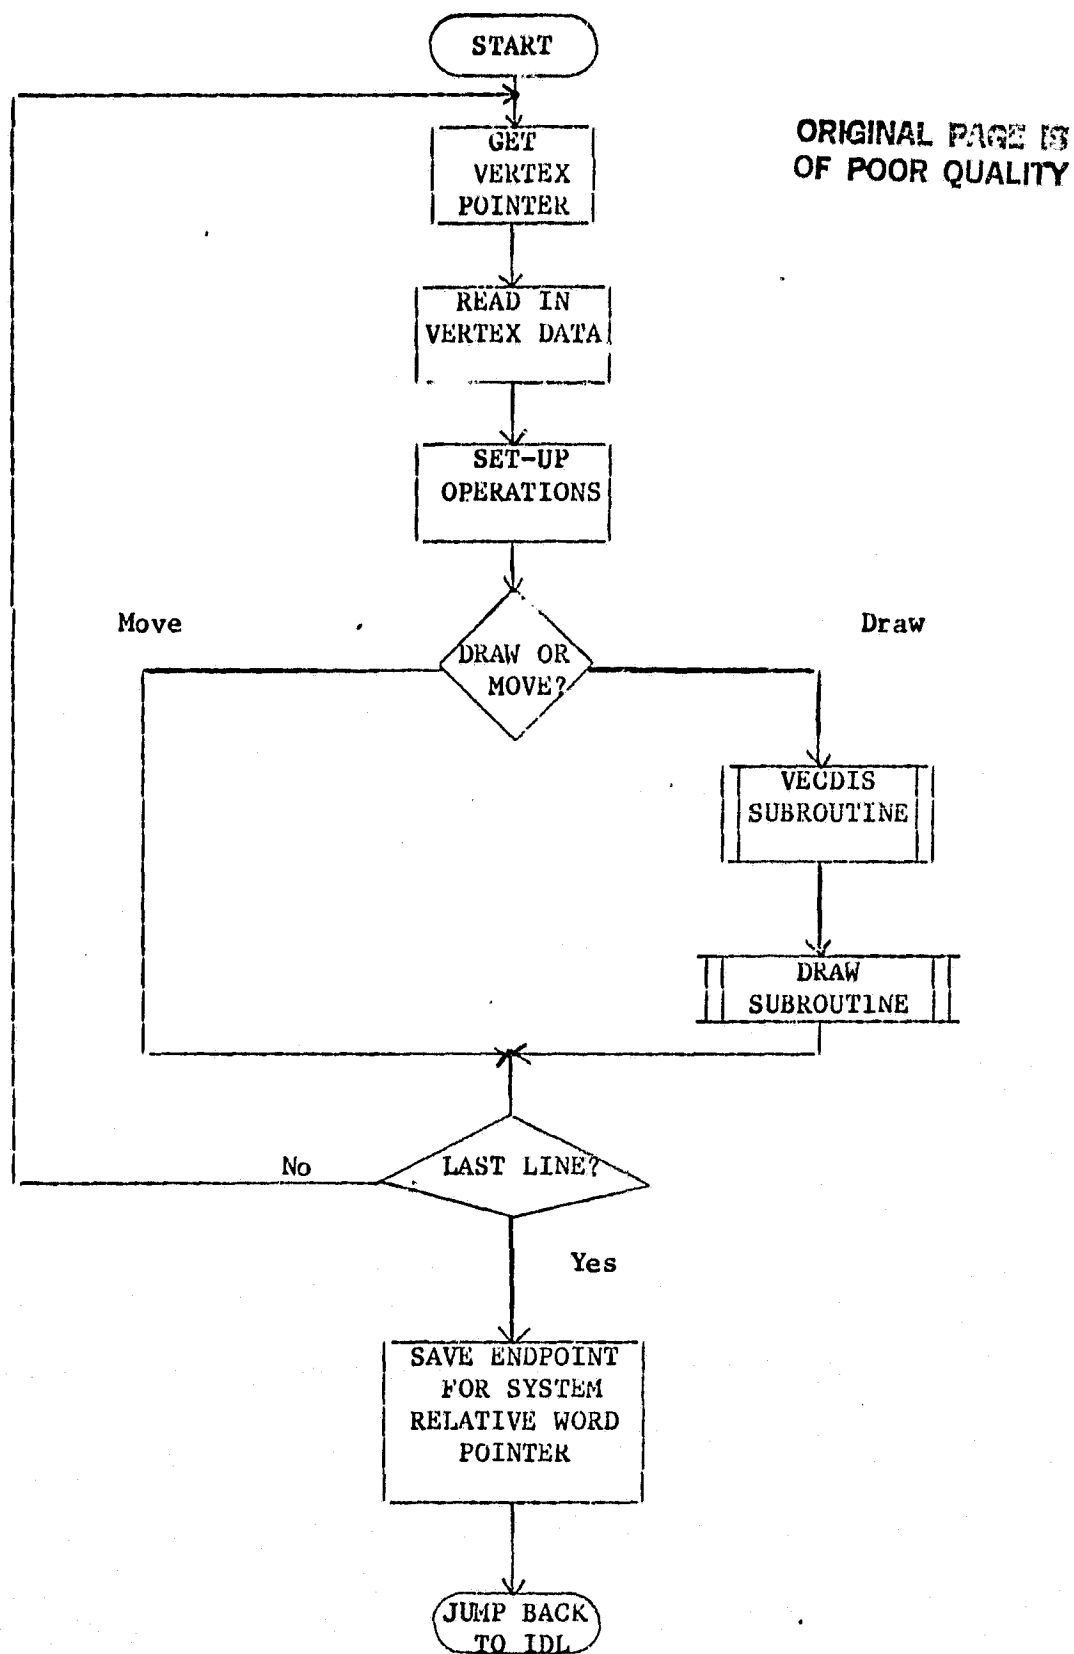 START
ORIGINAL PAGE IS
OF POOR QUALITY
GET
VERTEX
POINTER
READ IN
VERTEX DATA
SET-UP
OPERATIONS
Move
Draw
DRAW OR
MOVE?
VECDIS
SUBROUTINE
DRAW
SUBROUTINE
No
LAST LINE?
Yes
SAVE ENDPOINT
FOR SYSTEM
RELATIVE WORD
POINTER
JUMP BACK
TO IDL